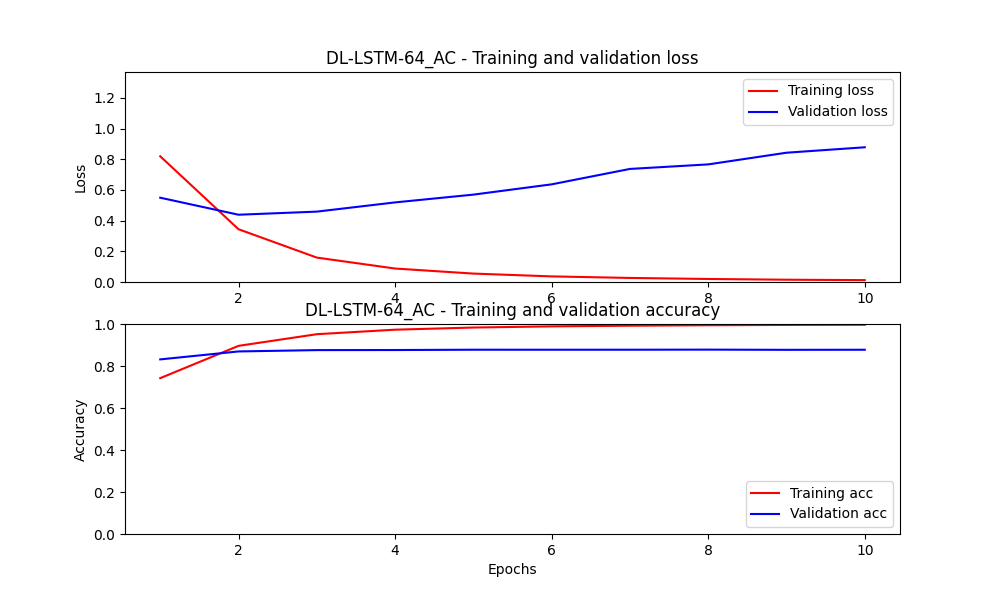 DL-LSTM-64_AC - Training and validation loss
Training loss
Validation loss
1.2
1.0
0.8
0.6
0.4
0.2
0.0
Loss
2
4
6
8
10
DL-LSTM-64_AC - Training and validation accuracy
1.0
0.8
0.6
0.4
0.2
0.0
Accuracy
Training acc
Validation acc
2
4
6
8
10
Epochs